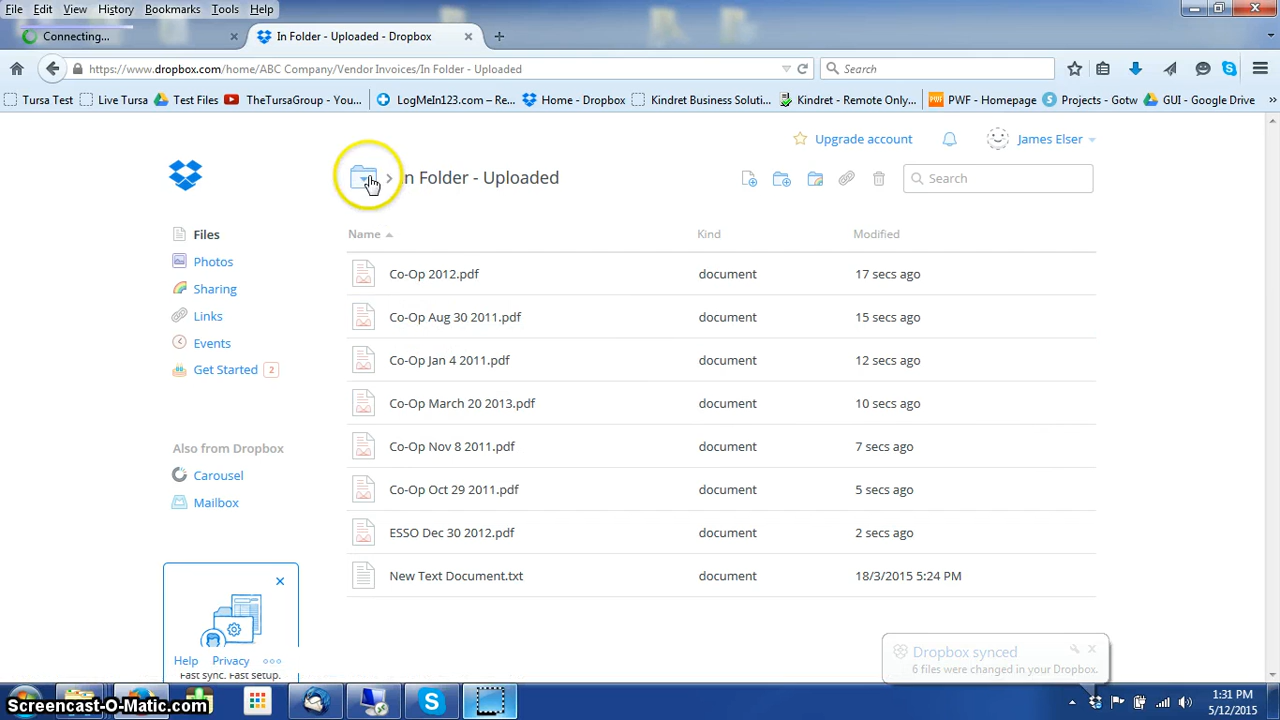 File Edit View History Bookmarks Tools Help
Connecting...
In Folder - Uploaded - Dropbox
https://www.dropbox.com/home/ABC Company/Vendor Invoices/In Folder - Uploaded
Search
Tursa Test Live Tursa Test Files TheTursaGroup - You... LogMeIn123.com — Re... Home - Dropbox Kindret Business Soluti... Kindret - Remote Only... PWF - Homepage Projects - Gotw GUI - Google Drive
Upgrade account
James Elser
In Folder - Uploaded
Search
Files
Photos
Sharing
Links
Events
Get Started 2
Also from Dropbox
Carousel
Mailbox
Name Kind Modified
Co-Op 2012.pdf document 17 secs ago
Co-Op Aug 30 2011.pdf document 15 secs ago
Co-Op Jan 4 2011.pdf document 12 secs ago
Co-Op March 20 2013.pdf document 10 secs ago
Co-Op Nov 8 2011.pdf document 7 secs ago
Co-Op Oct 29 2011.pdf document 5 secs ago
ESSO Dec 30 2012.pdf document 2 secs ago
New Text Document.txt document 18/3/2015 5:24 PM
Help Privacy
Fast sync. Fast setup.
Dropbox synced
6 files were changed in your Dropbox.
Screencast-O-Matic.com
1:31 PM
5/12/2015